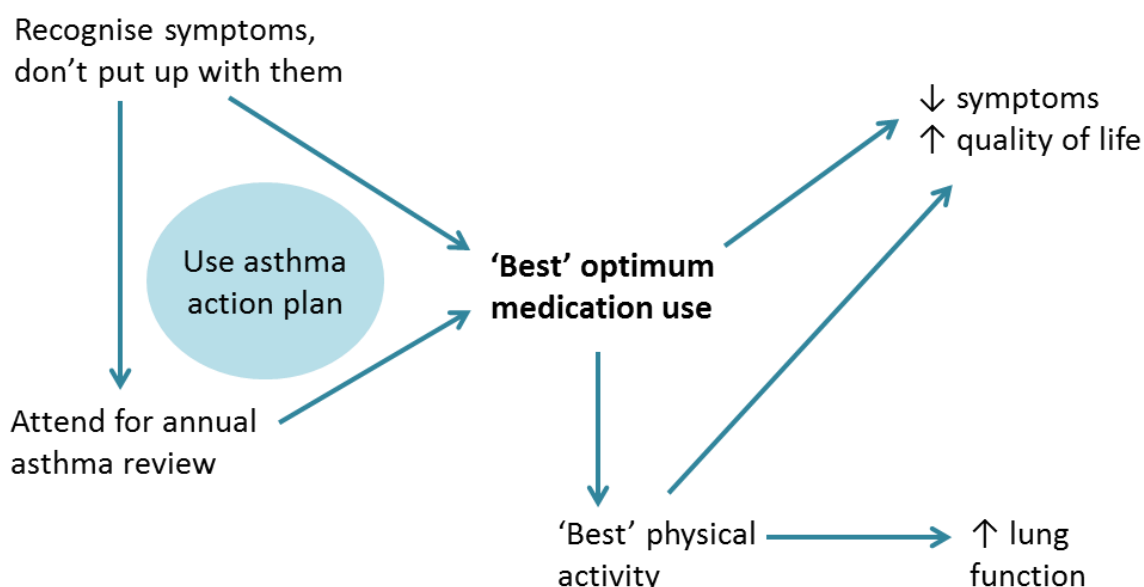 Recognise symptoms,
don’t put up with them
↓ symptoms
↑ quality of life
Use asthma
action plan
‘Best’ optimum
medication use
Attend for annual
asthma review
‘Best’ physical
activity
↑ lung
function